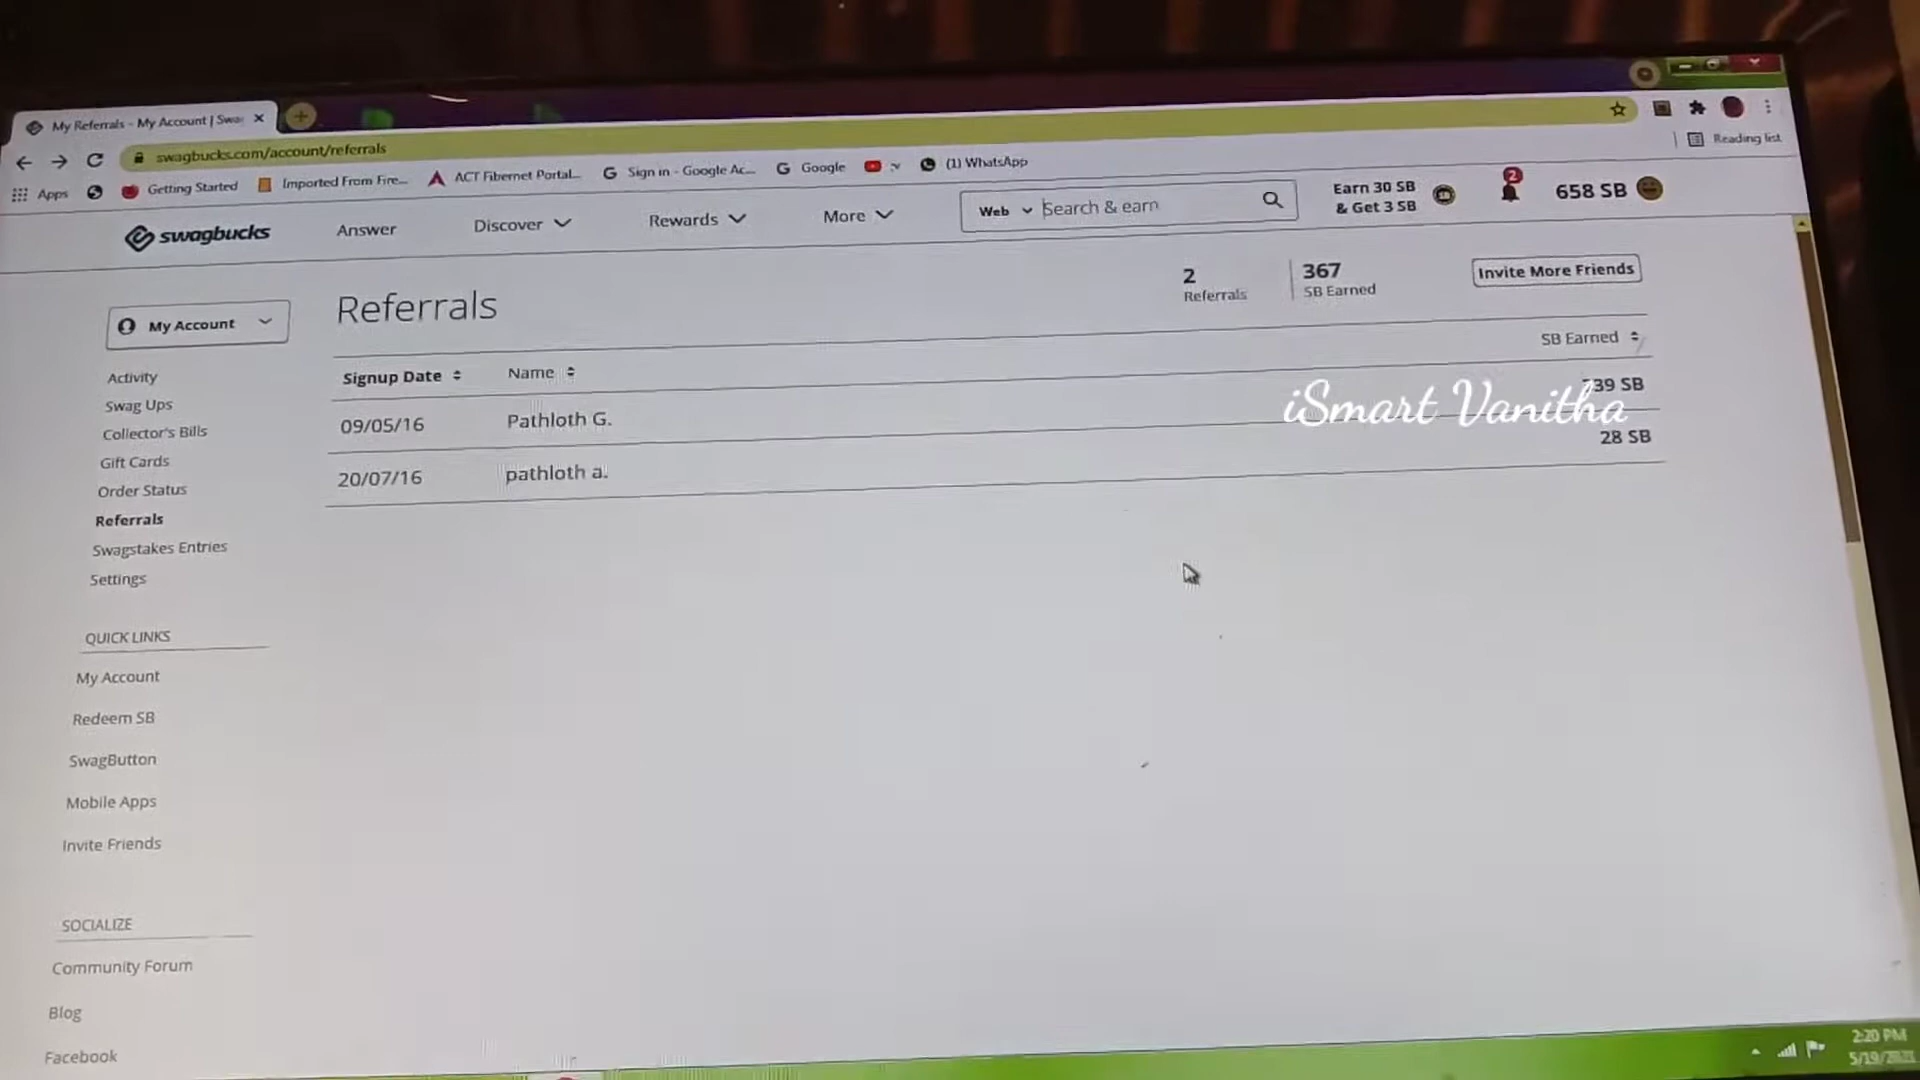 My Referrals - My Account | Swa
swagbucks.com/account/referrals
Reading list
Apps
Getting Started
Imported From Fire...
ACT Fibernet Portal...
Sign in - Google Ac...
Google
(1) WhatsApp
swagbucks
Answer
Discover
Rewards
More
Web
Search & earn
Earn 30 SB
& Get 3 SB
2
658 SB
My Account
Referrals
2
Referrals
367
SB Earned
Invite More Friends
Signup Date
Name
SB Earned
09/05/16
Pathloth G.
39 SB
20/07/16
pathloth a.
28 SB
iSmart Vanitha
Activity
Swag Ups
Collector's Bills
Gift Cards
Order Status
Referrals
Swagstakes Entries
Settings
QUICK LINKS
My Account
Redeem SB
SwagButton
Mobile Apps
Invite Friends
SOCIALIZE
Community Forum
Blog
Facebook
2:20 PM
5/19/2021